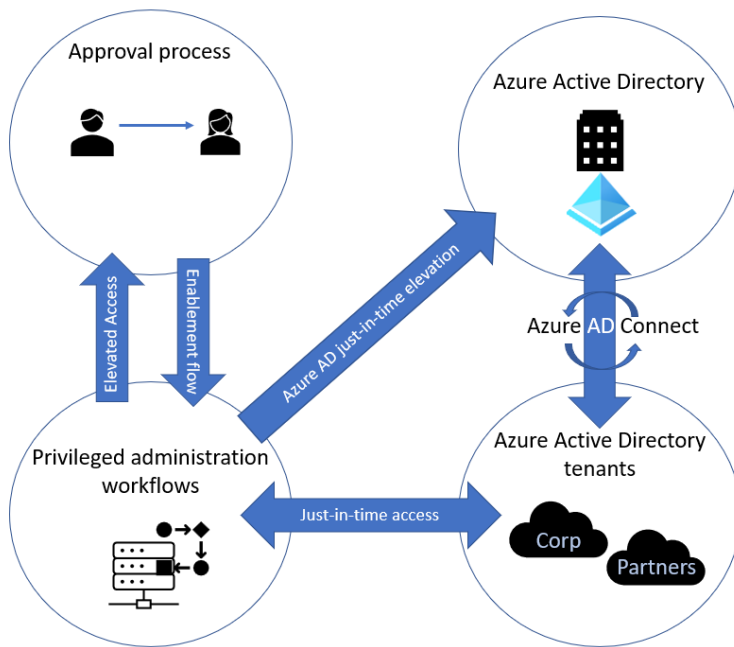 Approval process
Azure Active Directory
Elevated Access
Enablement flow
Azure AD just-in-time elevation
Azure AD Connect
Privileged administration
workflows
Azure Active Directory
tenants
Just-in-time access
Corp
Partners